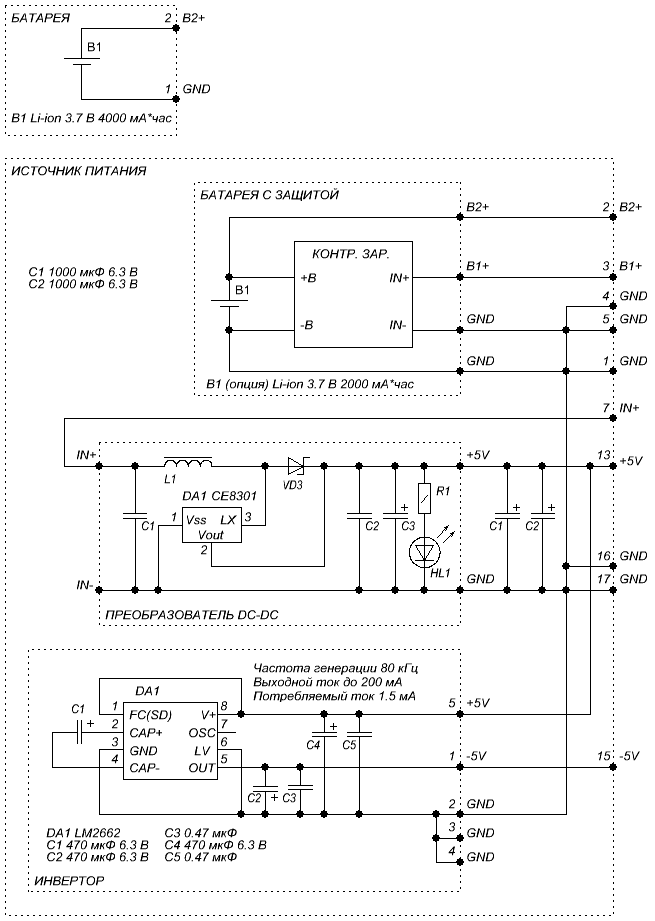 БАТАРЕЯ
2 B2+
B1
1 GND
B1 Li-ion 3.7 В 4000 мА*час
ИСТОЧНИК ПИТАНИЯ
БАТАРЕЯ С ЗАЩИТОЙ
B2+
2 B2+
КОНТР. ЗАР.
C1 1000 мкФ 6.3 В
C2 1000 мкФ 6.3 В
+B IN+
B1+
3 B1+
B1
4 GND
-B IN-
GND
5 GND
GND
1 GND
B1 (опция) Li-ion 3.7 В 2000 мА*час
7 IN+
IN+
+5V
13 +5V
L1
VD3
R1
DA1 CE8301
C1
1 Vss LX 3
Vout
2
C2
+
C3
C1
+
C2
+
HL1
16 GND
IN-
GND
17 GND
ПРЕОБРАЗОВАТЕЛЬ DC-DC
Частота генерации 80 кГц
Выходной ток до 200 мА
Потребляемый ток 1.5 мА
DA1
C1
+
1 FC(SD) V+ 8
2 CAP+ OSC 7
3 GND LV 6
4 CAP- OUT 5
5 +5V
+
C4
C5
1 -5V
15 -5V
C2
+
C3
2 GND
3 GND
4 GND
DA1 LM2662
C1 470 мкФ 6.3 В
C2 470 мкФ 6.3 В
C3 0.47 мкФ
C4 470 мкФ 6.3 В
C5 0.47 мкФ
ИНВЕРТОР